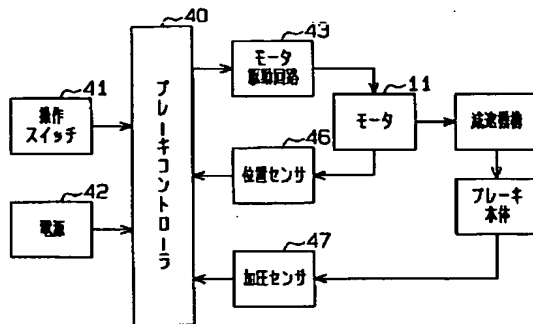 40
43
モータ
駆動回路
41
操作
スイッチ
ブレーキコントローラ
11
モータ
減速器機
46
位置センサ
42
電源
ブレーキ
本体
47
加圧センサ